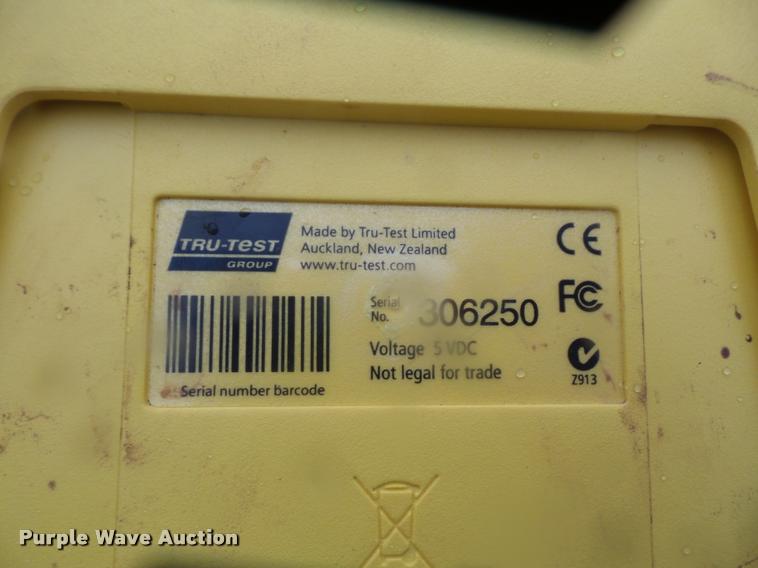 TRU-TEST
GROUP
Made by Tru-Test Limited
Auckland, New Zealand
www.tru-test.com
CE
FC
Serial
No. 306250
Voltage 5 VDC
Not legal for trade
Z913
Serial number barcode
Purple Wave Auction